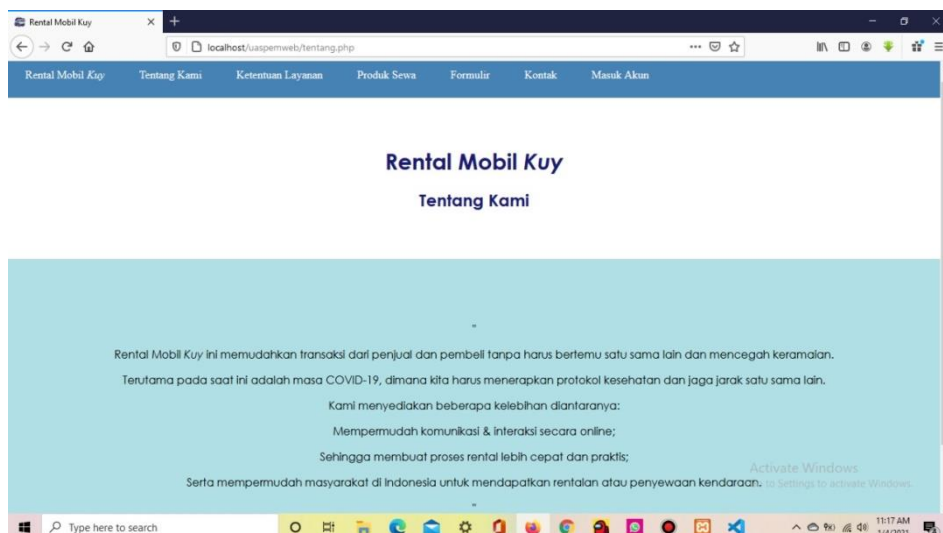 Rental Mobil Kuy
localhost/uaspemweb/tentang.php
Rental Mobil Kuy Tentang Kami Ketentuan Layanan Produk Sewa Formulir Kontak Masuk Akun
Rental Mobil Kuy
Tentang Kami
"
Rental Mobil Kuy ini memudahkan transaksi dari penjual dan pembeli tanpa harus bertemu satu sama lain dan mencegah keramaian.
Terutama pada saat ini adalah masa COVID-19, dimana kita harus menerapkan protokol kesehatan dan jaga jarak satu sama lain.
Kami menyediakan beberapa kelebihan diantaranya:
Mempermudah komunikasi & interaksi secara online;
Sehingga membuat proses rental lebih cepat dan praktis;
Serta mempermudah masyarakat di Indonesia untuk mendapatkan rentalan atau penyewaan kendaraan.
"
Activate Windows
to Settings to activate Windows.
Type here to search
11:17 AM
1/4/2021